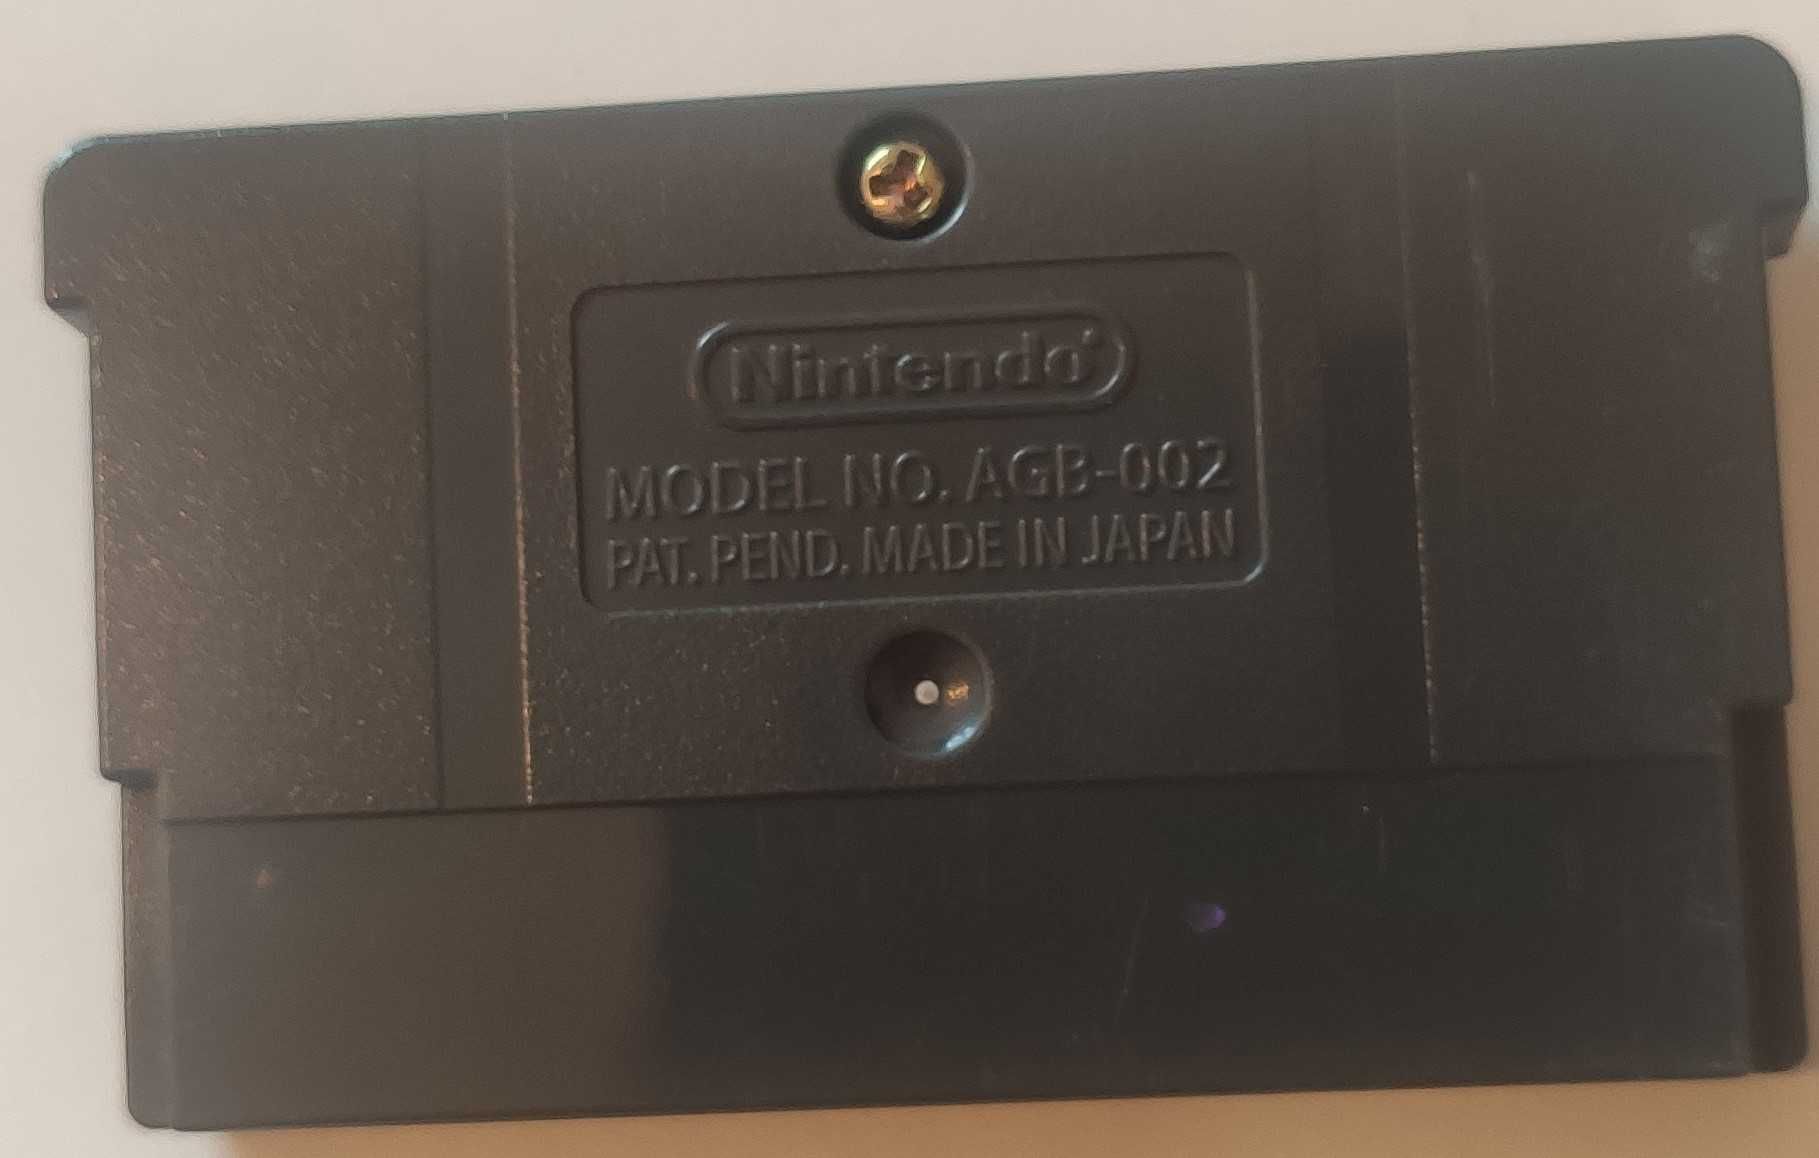 Nintendo®
MODEL NO. AGB-002
PAT. PEND. MADE IN JAPAN